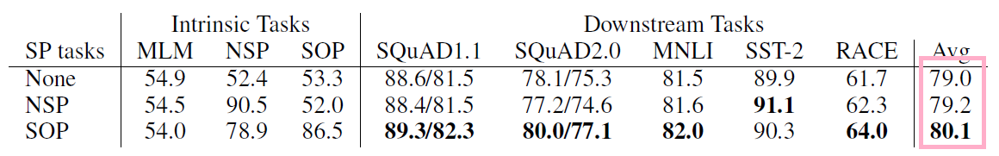 Intrinsic Tasks Downstream Tasks
SP tasks MLM NSP SOP SQuAD1.1 SQuAD2.0 MNLI SST-2 RACE Avg
None 54.9 52.4 53.3 88.6/81.5 78.1/75.3 81.5 89.9 61.7 79.0
NSP 54.5 90.5 52.0 88.4/81.5 77.2/74.6 81.6 91.1 62.3 79.2
SOP 54.0 78.9 86.5 89.3/82.3 80.0/77.1 82.0 90.3 64.0 80.1